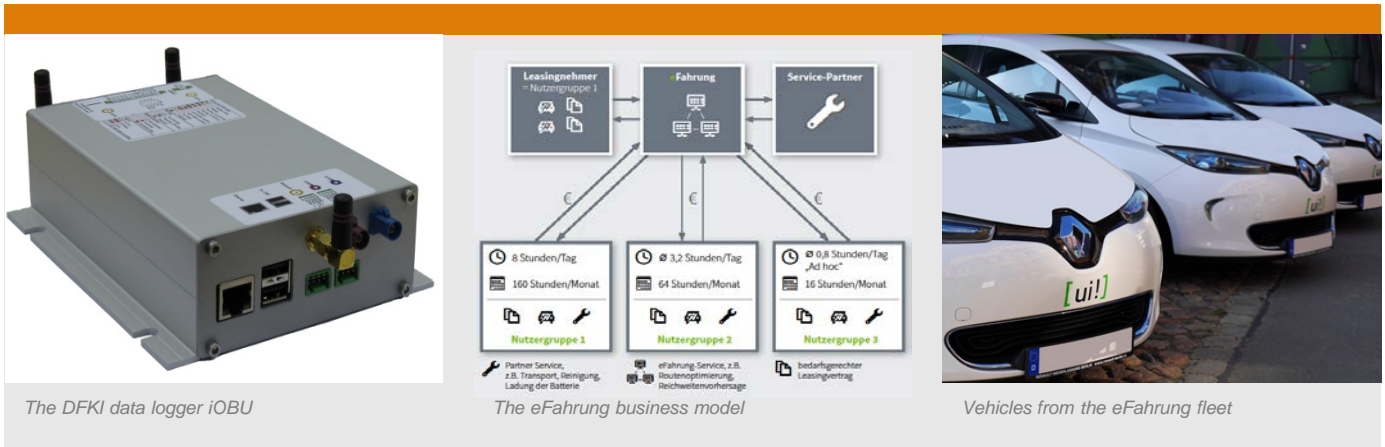 Leasingnehmer
= Nutzergruppe 1
eFahrung
Service-Partner
€
€
€
8 Stunden/Tag
160 Stunden/Monat
Nutzergruppe 1
Ø 3,2 Stunden/Tag
64 Stunden/Monat
Nutzergruppe 2
Ø 0,8 Stunden/Tag
„Ad hoc“
16 Stunden/Monat
Nutzergruppe 3
Partner Service,
z.B. Transport, Reinigung,
Ladung der Batterie
eFahrung-Service, z.B.
Routenoptimierung,
Reichweitenvorhersage
bedarfsgerechter
Leasingvertrag
[ui!]
[ui!]
The DFKI data logger iOBU
The eFahrung business model
Vehicles from the eFahrung fleet